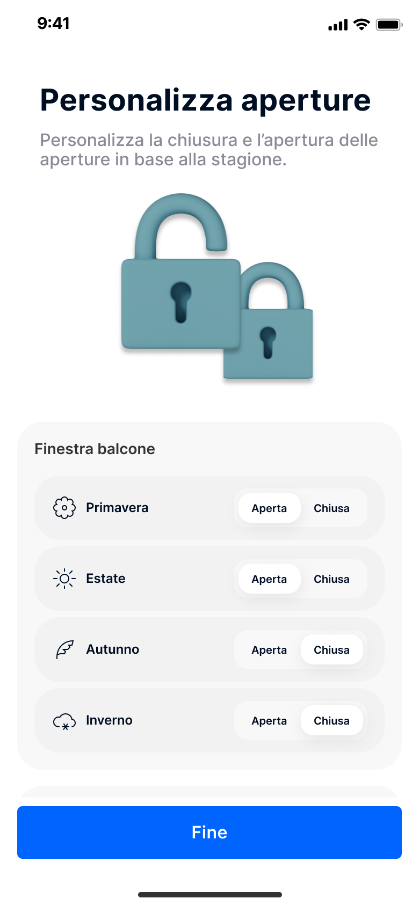 9:41
Personalizza aperture
Personalizza la chiusura e l’apertura delle
aperture in base alla stagione.
Finestra balcone
Primavera Aperta Chiusa
Estate Aperta Chiusa
Autunno Aperta Chiusa
Inverno Aperta Chiusa
Fine